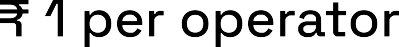 ₹ 1 per operator